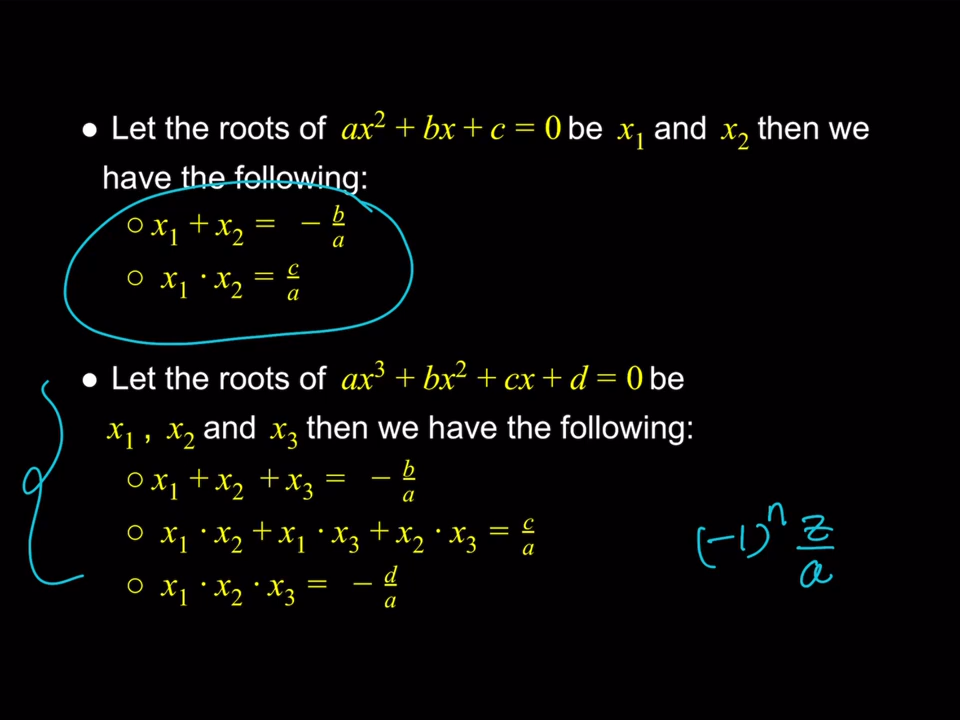 ● Let the roots of ax² + bx + c = 0 be x₁ and x₂ then we
have the following:
○ x₁ + x₂ = − b/a
○ x₁ · x₂ = c/a
● Let the roots of ax³ + bx² + cx + d = 0 be
x₁ , x₂ and x₃ then we have the following:
○ x₁ + x₂ + x₃ = − b/a
○ x₁ · x₂ + x₁ · x₃ + x₂ · x₃ = c/a
○ x₁ · x₂ · x₃ = − d/a
(−1)ⁿ z/a